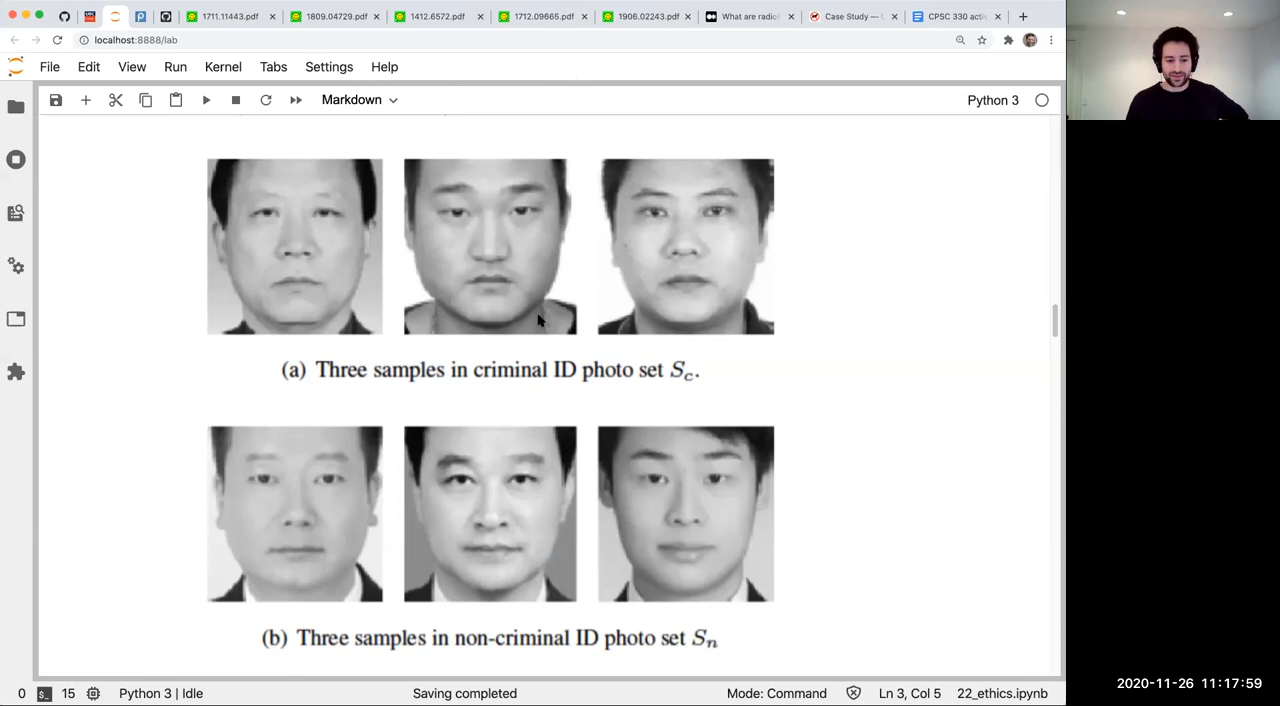 1711.11443.pdf
1809.04729.pdf
1412.6572.pdf
1712.09665.pdf
1906.02243.pdf
What are radio
Case Study —
CPSC 330 acti
localhost:8888/lab
File Edit View Run Kernel Tabs Settings Help
Markdown
Python 3
(a) Three samples in criminal ID photo set Sc.
(b) Three samples in non-criminal ID photo set Sn
0 $_ 15 Python 3 | Idle Saving completed Mode: Command Ln 3, Col 5 22_ethics.ipynb
2020-11-26 11:17:59